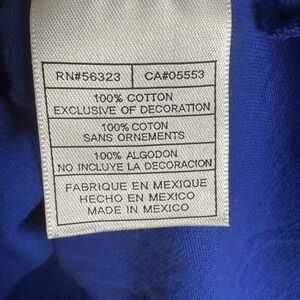 RN#56323 CA#05553
100% COTTON
EXCLUSIVE OF DECORATION
100% COTON
SANS ORNEMENTS
100% ALGODON
NO INCLUYE LA DECORACION
FABRIQUE EN MEXIQUE
HECHO EN MEXICO
MADE IN MEXICO